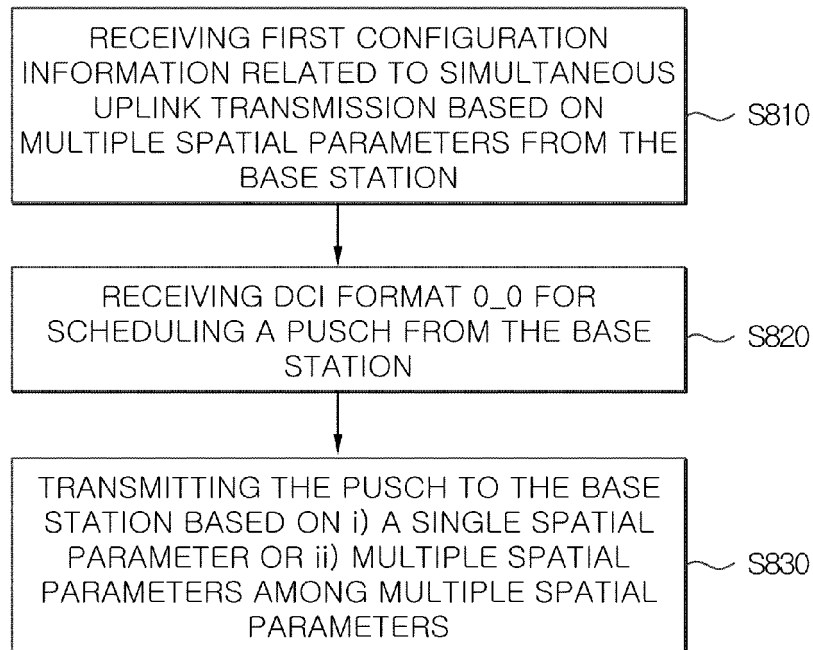 RECEIVING FIRST CONFIGURATION
INFORMATION RELATED TO SIMULTANEOUS
UPLINK TRANSMISSION BASED ON
MULTIPLE SPATIAL PARAMETERS FROM THE
BASE STATION
S810
RECEIVING DCI FORMAT 0_0 FOR
SCHEDULING A PUSCH FROM THE BASE
STATION
S820
TRANSMITTING THE PUSCH TO THE BASE
STATION BASED ON i) A SINGLE SPATIAL
PARAMETER OR ii) MULTIPLE SPATIAL
PARAMETERS AMONG MULTIPLE SPATIAL
PARAMETERS
S830